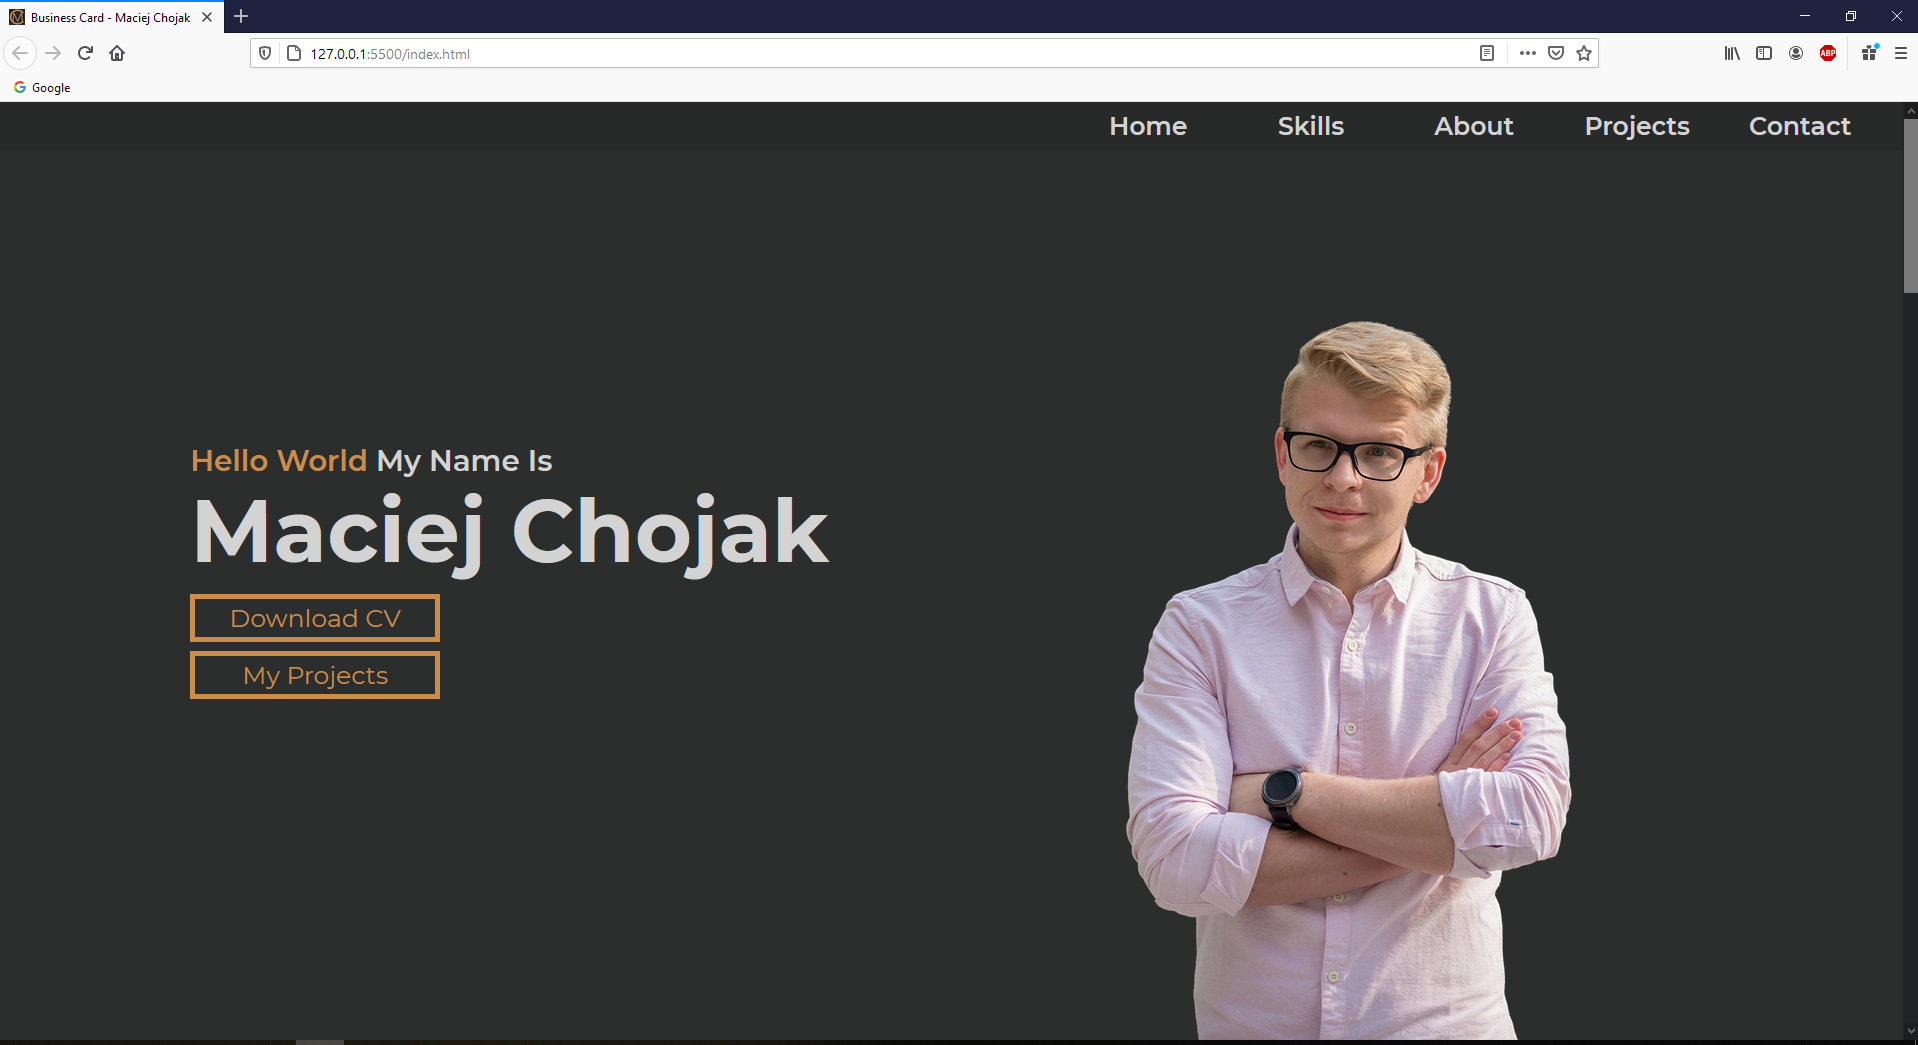 Business Card - Maciej Chojak
127.0.0.1:5500/index.html
ABP
Google
Home Skills About Projects Contact
Hello World My Name Is
Maciej Chojak
Download CV
My Projects